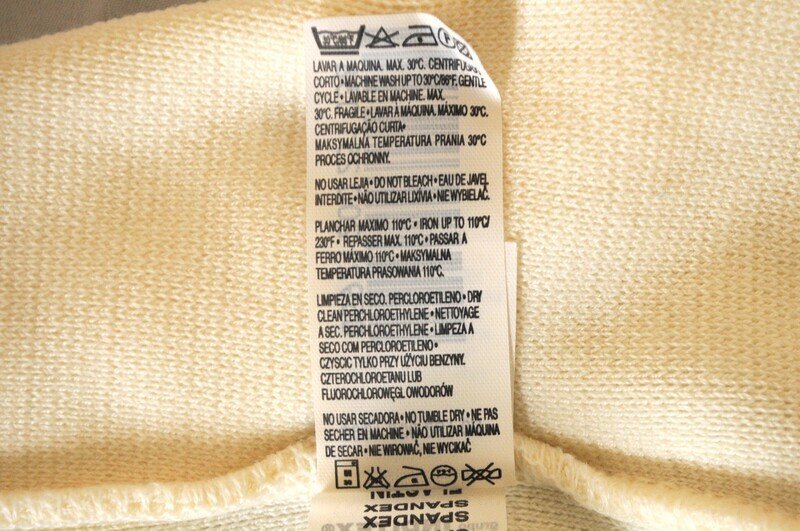 LAVAR A MAQUINA. MAX. 30°C. CENTRIFUGA
CORTO • MACHINE WASH UP TO 30°C/86°F. GENTLE
CYCLE • LAVABLE EN MACHINE. MAX.
30°C. FRAGILE • LAVAR À MAQUINA. MÁXIMO 30°C.
CENTRIFUGAÇÃO CURTA•
MAKSYMALNA TEMPERATURA PRANIA 30°C
PROCES OCHRONNY.
NO USAR LEJIA • DO NOT BLEACH • EAU DE JAVEL
INTERDITE • NÃO UTILIZAR LIXÍVIA • NIE WYBIELAĆ.
PLANCHAR MAXIMO 110°C • IRON UP TO 110°C/
230°F • REPASSER MAX. 110°C • PASSAR A
FERRO MÁXIMO 110°C • MAKSYMALNA
TEMPERATURA PRASOWANIA 110°C.
LIMPIEZA EN SECO. PERCLOROETILENO • DRY
CLEAN PERCHLOROETHYLENE • NETTOYAGE
A SEC. PERCHLOROETHYLENE • LIMPEZA A
SECO COM PERCLOROETILENO •
CZYSCIC TYLKO PRZY UŻYCIU BENZYNY.
CZTEROCHLOROETANU LUB
FLUOROCHLOROWĘGLOWODORÓW
NO USAR SECADORA • NO TUMBLE DRY • NE PAS
SECHER EN MACHINE • NÃO UTILIZAR MÁQUINA
DE SECAR • NIE WIROWAĆ, NIE WYCIKAĆ
ELASTIN
SPANDEX
SPANDEX